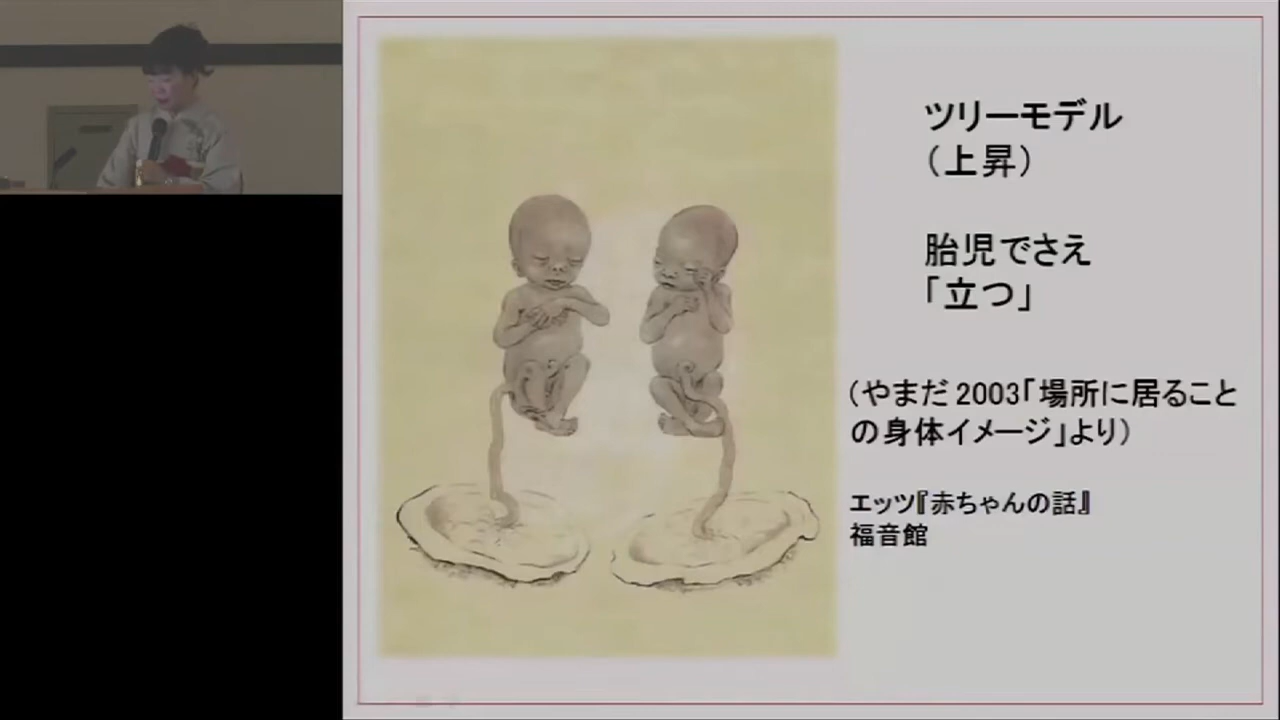 ツリーモデル
（上昇）
胎児でさえ
「立つ」
（やまだ 2003「場所に居ること
の身体イメージ」より）
エッツ『赤ちゃんの話』
福音館